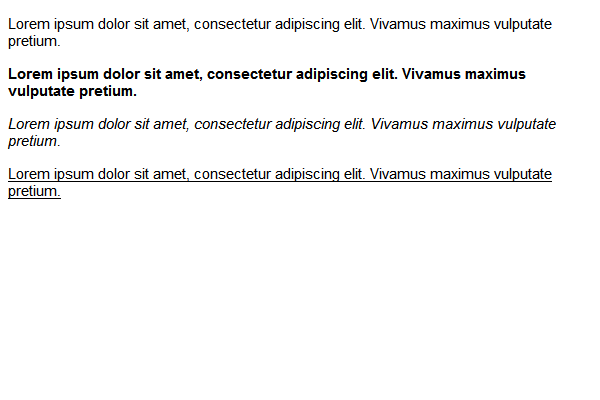 Lorem ipsum dolor sit amet, consectetur adipiscing elit. Vivamus maximus vulputate
pretium.
Lorem ipsum dolor sit amet, consectetur adipiscing elit. Vivamus maximus
vulputate pretium.
Lorem ipsum dolor sit amet, consectetur adipiscing elit. Vivamus maximus vulputate
pretium.
Lorem ipsum dolor sit amet, consectetur adipiscing elit. Vivamus maximus vulputate
pretium.